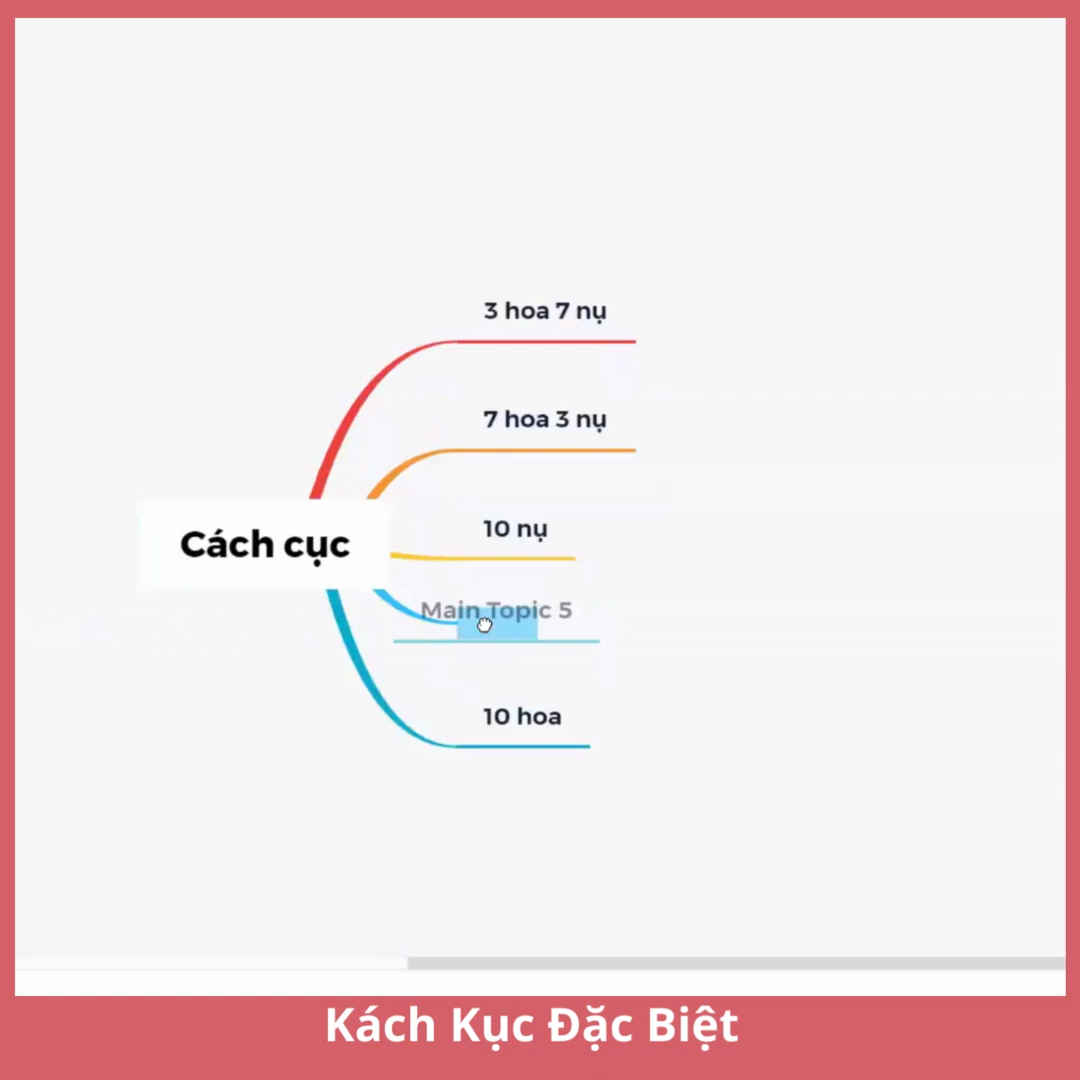 3 hoa 7 nụ
7 hoa 3 nụ
10 nụ
Cách cục
Main Topic 5
10 hoa
Kách Kục Đặc Biệt